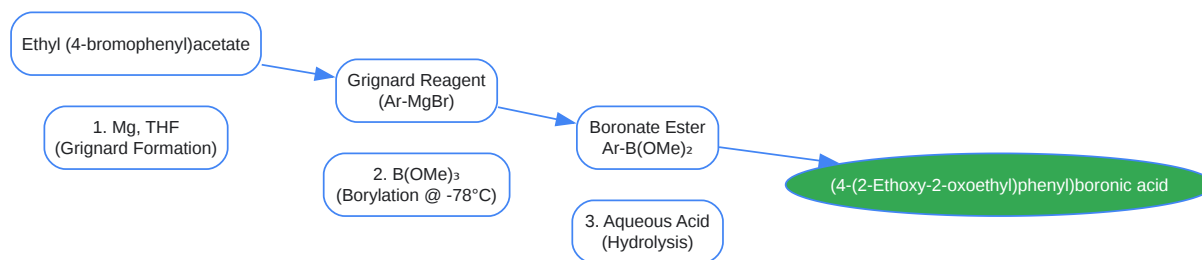 Ethyl (4-bromophenyl)acetate
1. Mg, THF
(Grignard Formation)
Grignard Reagent
(Ar-MgBr)
2. B(OMe)₃
(Borylation @ -78°C)
Boronate Ester
Ar-B(OMe)₂
3. Aqueous Acid
(Hydrolysis)
(4-(2-Ethoxy-2-oxoethyl)phenyl)boronic acid